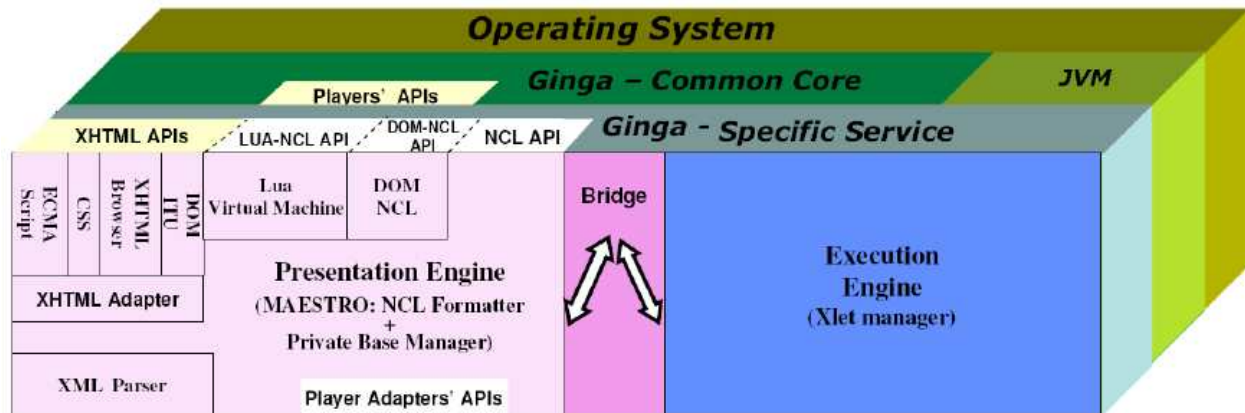 Operating System
Ginga – Common Core
JVM
Players' APIs
Ginga - Specific Service
XHTML APIs
LUA-NCL API
DOM-NCL
API
NCL API
ECMA
Script
CSS
XHTML
Browser
DOM
ITU
Lua
Virtual Machine
DOM
NCL
Bridge
XHTML Adapter
Presentation Engine
(MAESTRO: NCL Formatter
+
Private Base Manager)
Execution
Engine
(Xlet manager)
XML Parser
Player Adapters' APIs